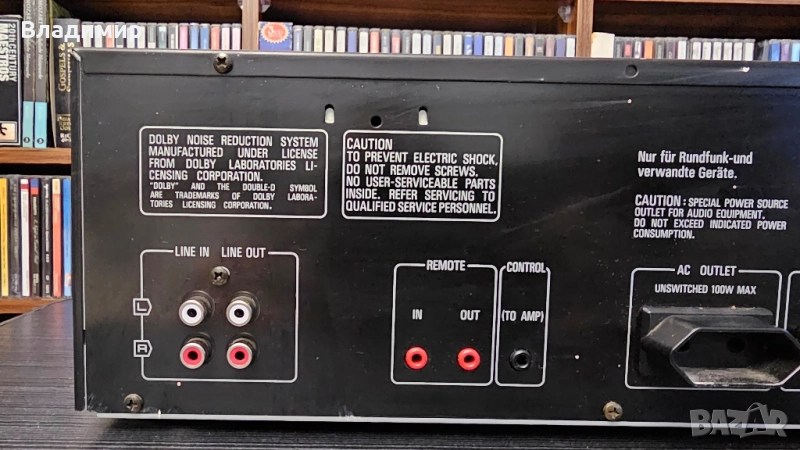 Владимио
DOLBY NOISE REDUCTION SYSTEM
MANUFACTURED UNDER LICENSE
FROM DOLBY LABORATORIES LI-
CENSING CORPORATION.
"DOLBY" AND THE DOUBLE-D SYMBOL
ARE TRADEMARKS OF DOLBY LABORA-
TORIES LICENSING CORPORATION.
CAUTION
TO PREVENT ELECTRIC SHOCK,
DO NOT REMOVE SCREWS.
NO USER-SERVICEABLE PARTS
INSIDE. REFER SERVICING TO
QUALIFIED SERVICE PERSONNEL.
Nur für Rundfunk-und
verwandte Geräte.
CAUTION : SPECIAL POWER SOURCE
OUTLET FOR AUDIO EQUIPMENT.
DO NOT EXCEED INDICATED POWER
CONSUMPTION.
LINE IN LINE OUT
L
R
REMOTE
IN OUT
CONTROL
(TO AMP)
AC OUTLET
UNSWITCHED 100W MAX
BAZAR